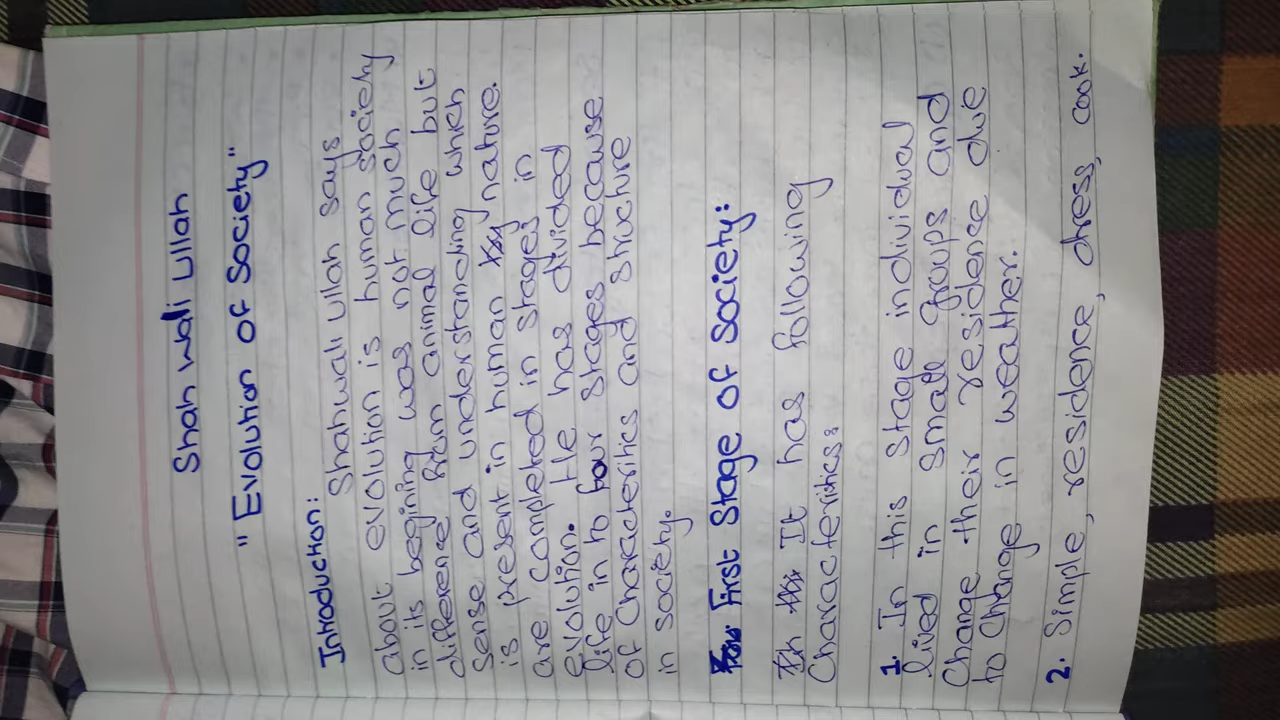 Shah wali ullah
"Evolution of Society"
Introduction:
Shahwali ullah says
about evolution is human society
in its begining was not much
difference from animal life but
sense and understanding which
is present in human nature.
are completed in stages in
evolution. He has divided
life in to four stages because
of characteritics and structure
in society.
First Stage of Society:
It has following
Characteristics:
1. In this stage individual
lived in small groups and
Change their residence due
to change in weather.
2. Simple, residence, dress, cook.